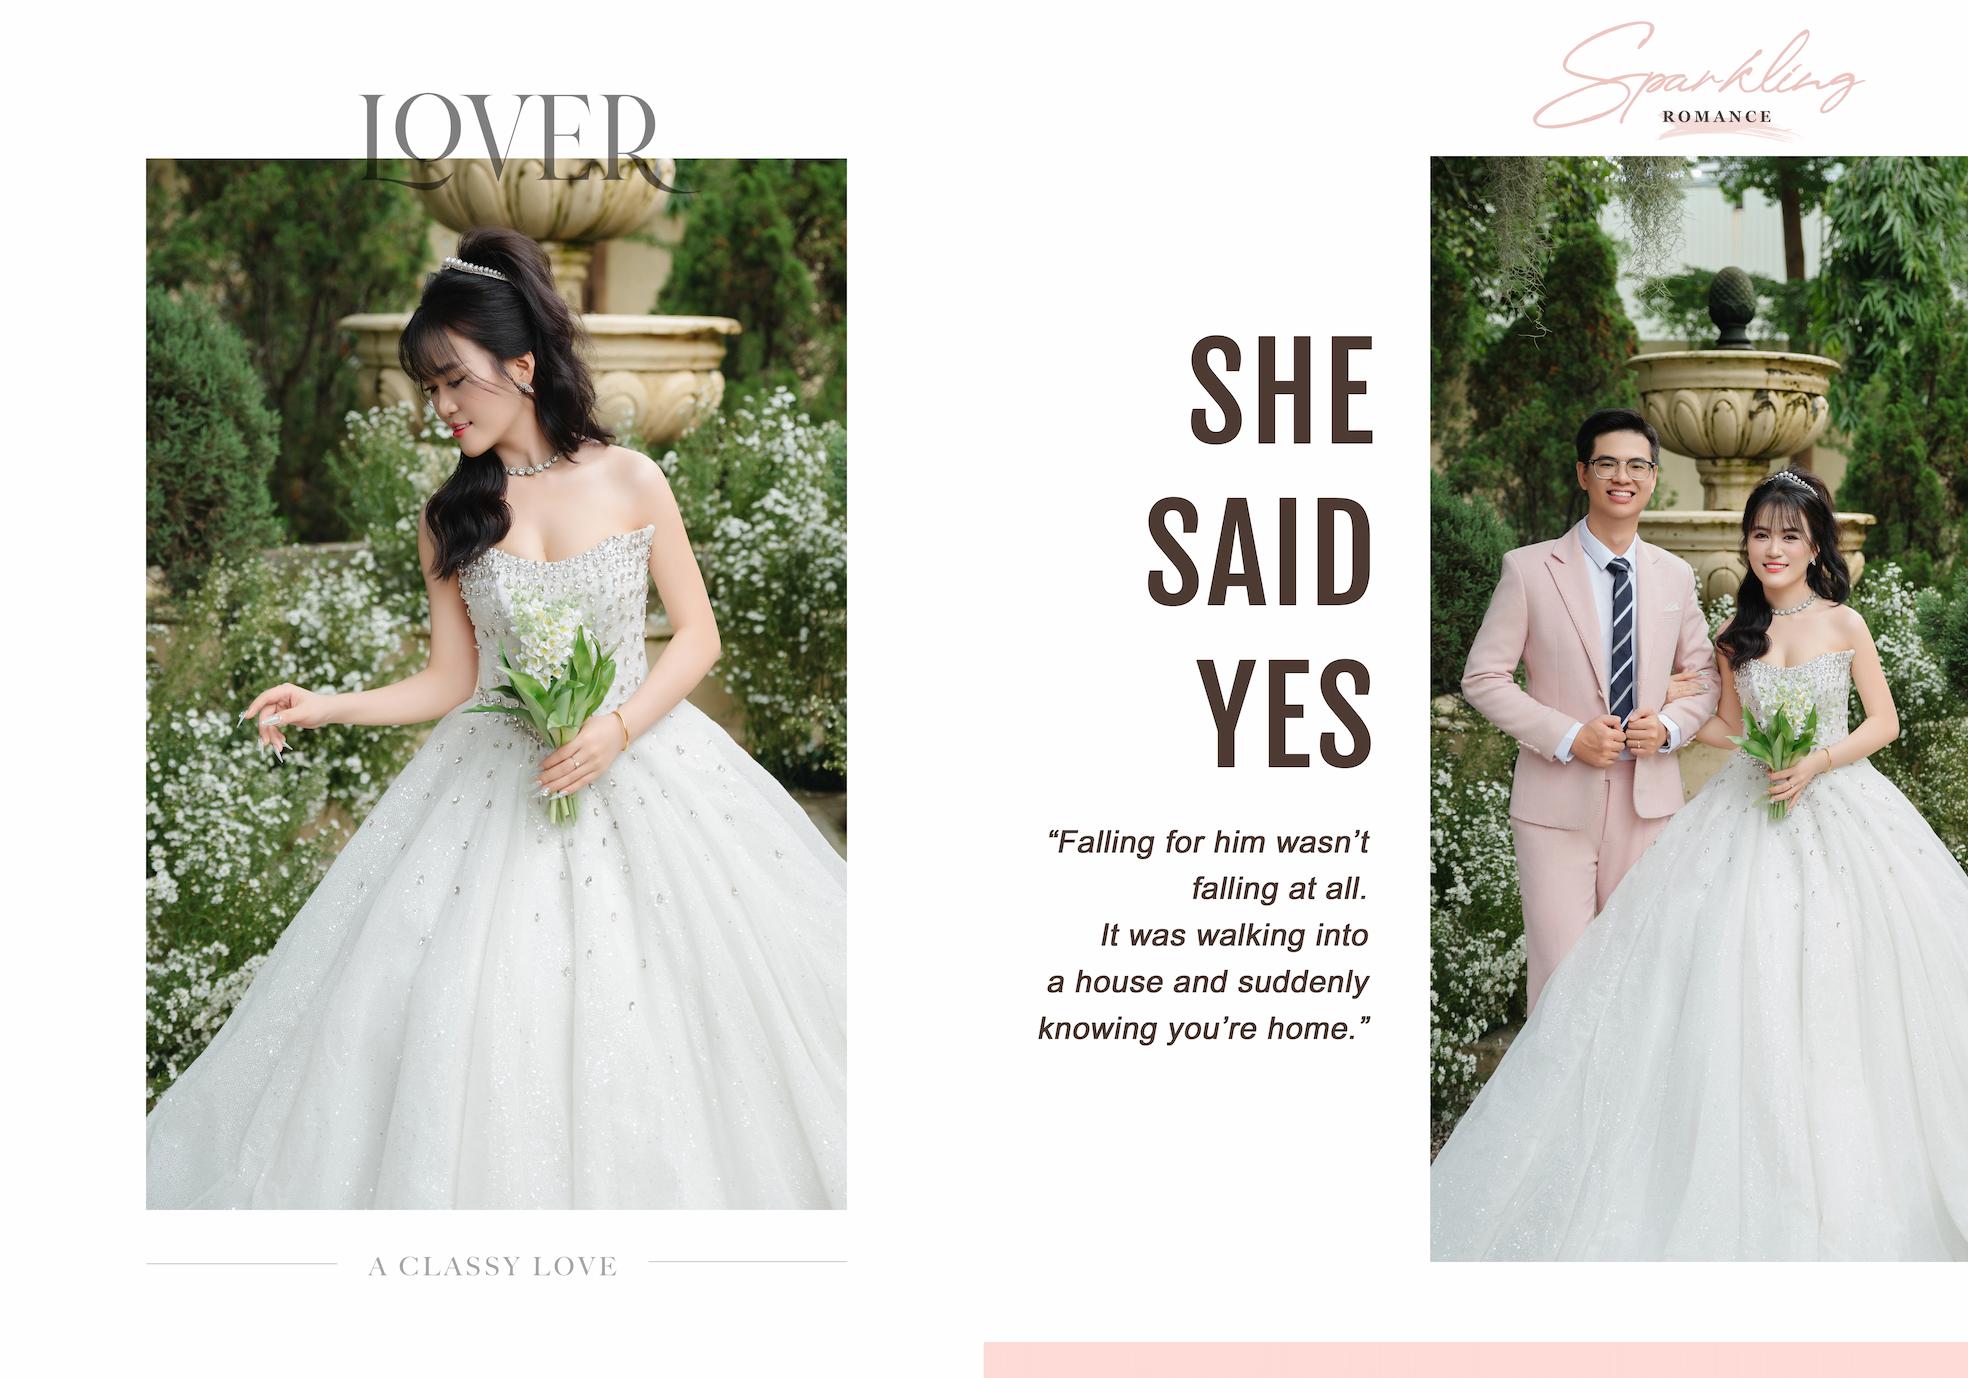 LOVER
A CLASSY LOVE
Sparkling
ROMANCE
SHE
SAID
YES
“Falling for him wasn’t
falling at all.
It was walking into
a house and suddenly
knowing you’re home.”